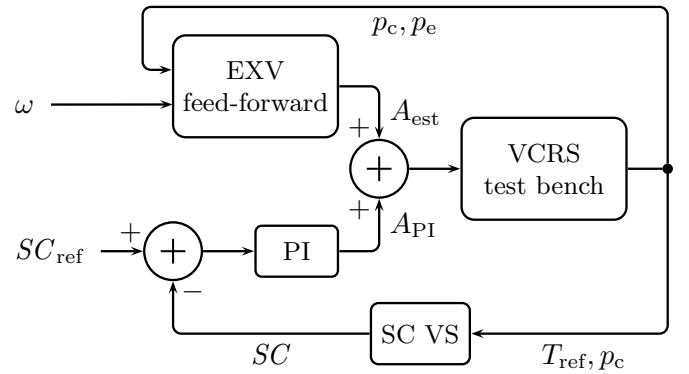 p_c, p_e
EXV
feed-forward
ω
A_est
+
+
VCRS
test bench
+
+
A_PI
SC_ref
+
+
PI
−
SC VS
SC
T_ref, p_c